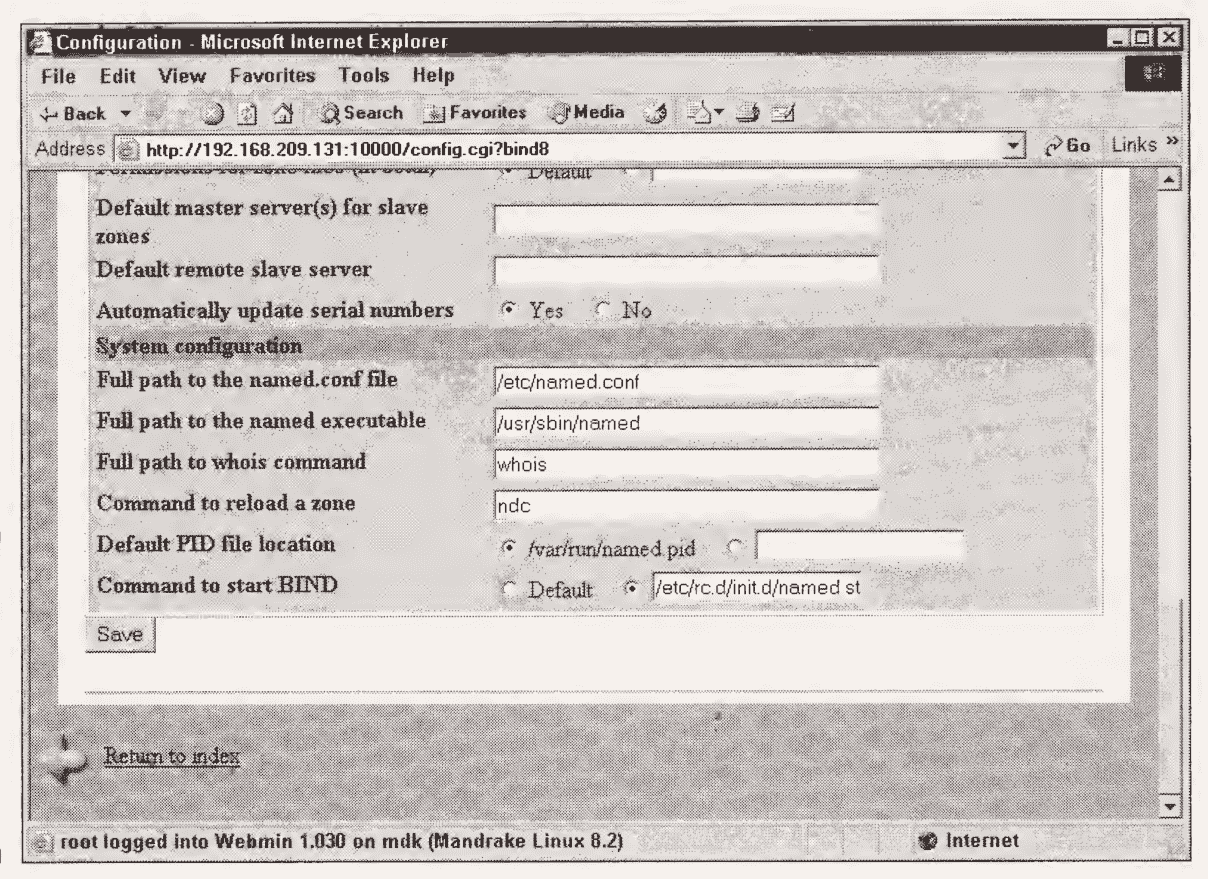 Configuration - Microsoft Internet Explorer
File Edit View Favorites Tools Help
Back Search Favorites Media
Address http://192.168.209.131:10000/config.cgi?bind8 Go Links »
Default
Default master server(s) for slave
zones
Default remote slave server
Automatically update serial numbers Yes No
System configuration
Full path to the named.conf file /etc/named.conf
Full path to the named executable /usr/sbin/named
Full path to whois command whois
Command to reload a zone ndc
Default PID file location /var/run/named.pid
Command to start BIND Default /etc/rc.d/init.d/named st
Save
Return to index
root logged into Webmin 1.030 on mdk (Mandrake Linux 8.2) Internet